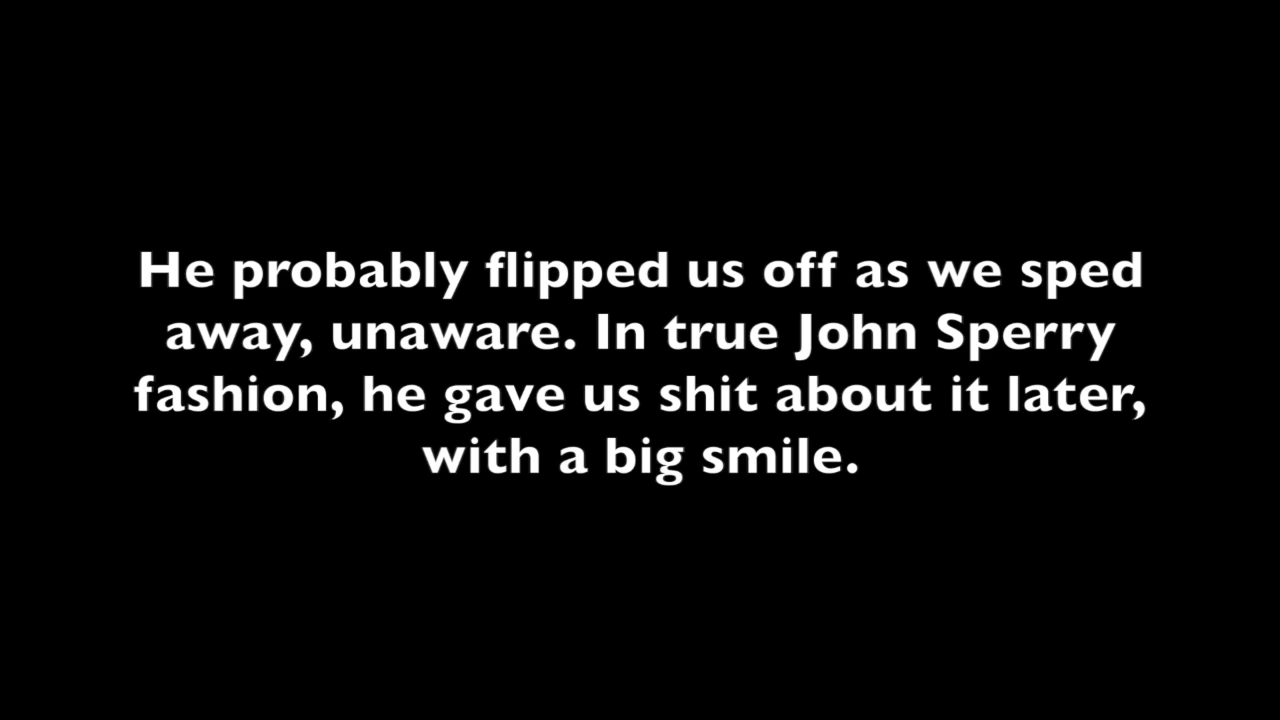 He probably flipped us off as we sped
away, unaware. In true John Sperry
fashion, he gave us shit about it later,
with a big smile.